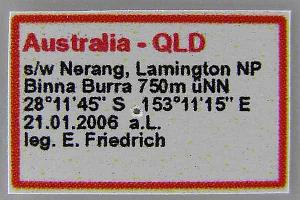 Australia - QLD
s/w Nerang, Lamington NP
Binna Burra 750m üNN
28°11'45" S 153°11'15" E
21.01.2006 a.L.
leg. E. Friedrich